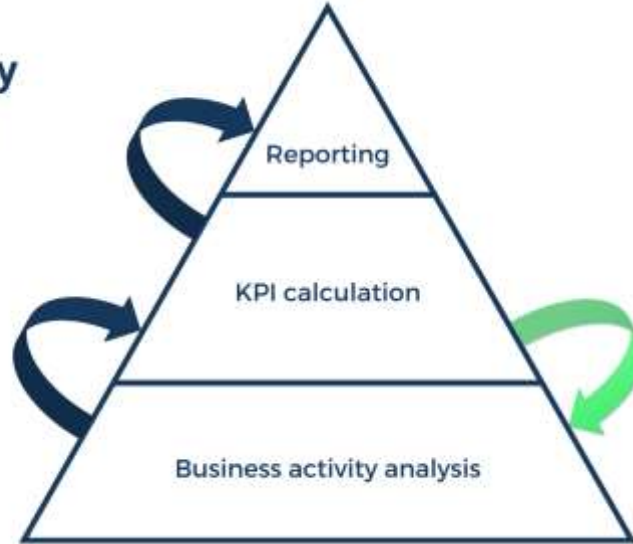 y
Reporting
KPI calculation
Business activity analysis